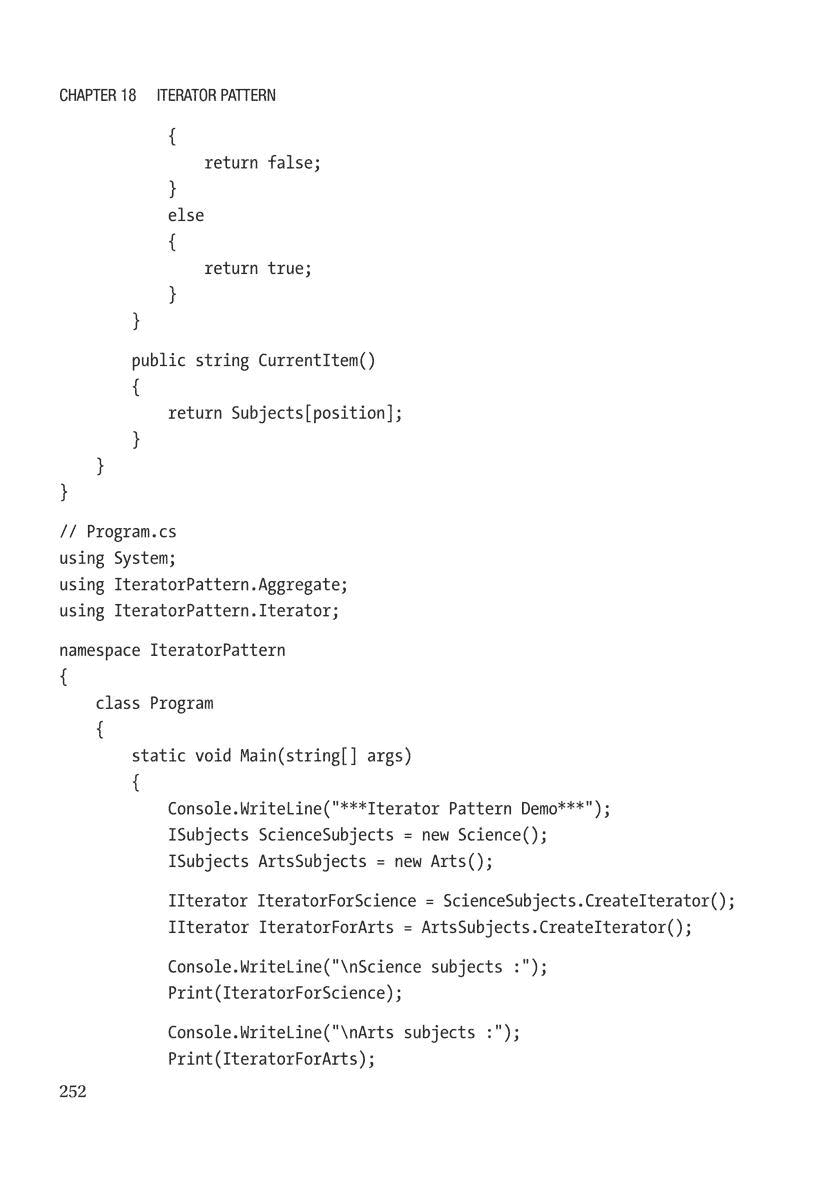 CHAPTER 18 ITERATOR PATTERN
{
return false;
}
else
{
return true;
}
}
public string CurrentItem()
{
return Subjects[position];
}
}
}
// Program.cs
using System;
using IteratorPattern.Aggregate;
using IteratorPattern.Iterator;
namespace IteratorPattern
{
class Program
{
static void Main(string[] args)
{
Console.WriteLine("***Iterator Pattern Demo***");
ISubjects ScienceSubjects = new Science();
ISubjects ArtsSubjects = new Arts();
IIterator IteratorForScience = ScienceSubjects.CreateIterator();
IIterator IteratorForArts = ArtsSubjects.CreateIterator();
Console.WriteLine("\nScience subjects :");
Print(IteratorForScience);
Console.WriteLine("\nArts subjects :");
Print(IteratorForArts);
252